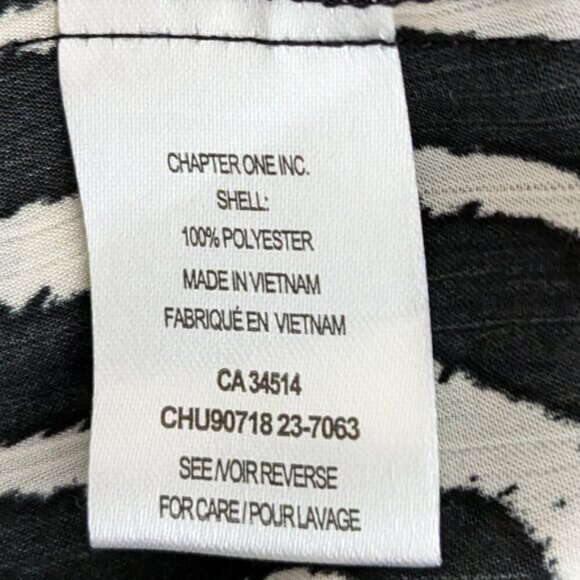 CHAPTER ONE INC.
SHELL:
100% POLYESTER
MADE IN VIETNAM
FABRIQUÉ EN VIETNAM
CA 34514
CHU90718 23-7063
SEE/VOIR REVERSE
FOR CARE / POUR LAVAGE